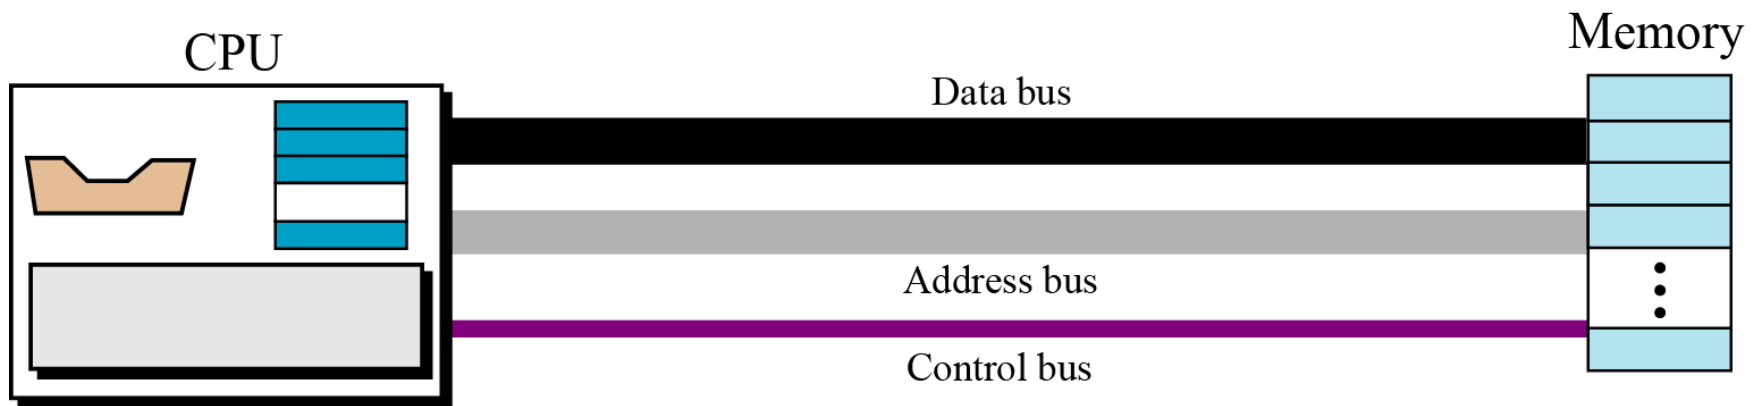 CPU
Memory
Data bus
Address bus
Control bus